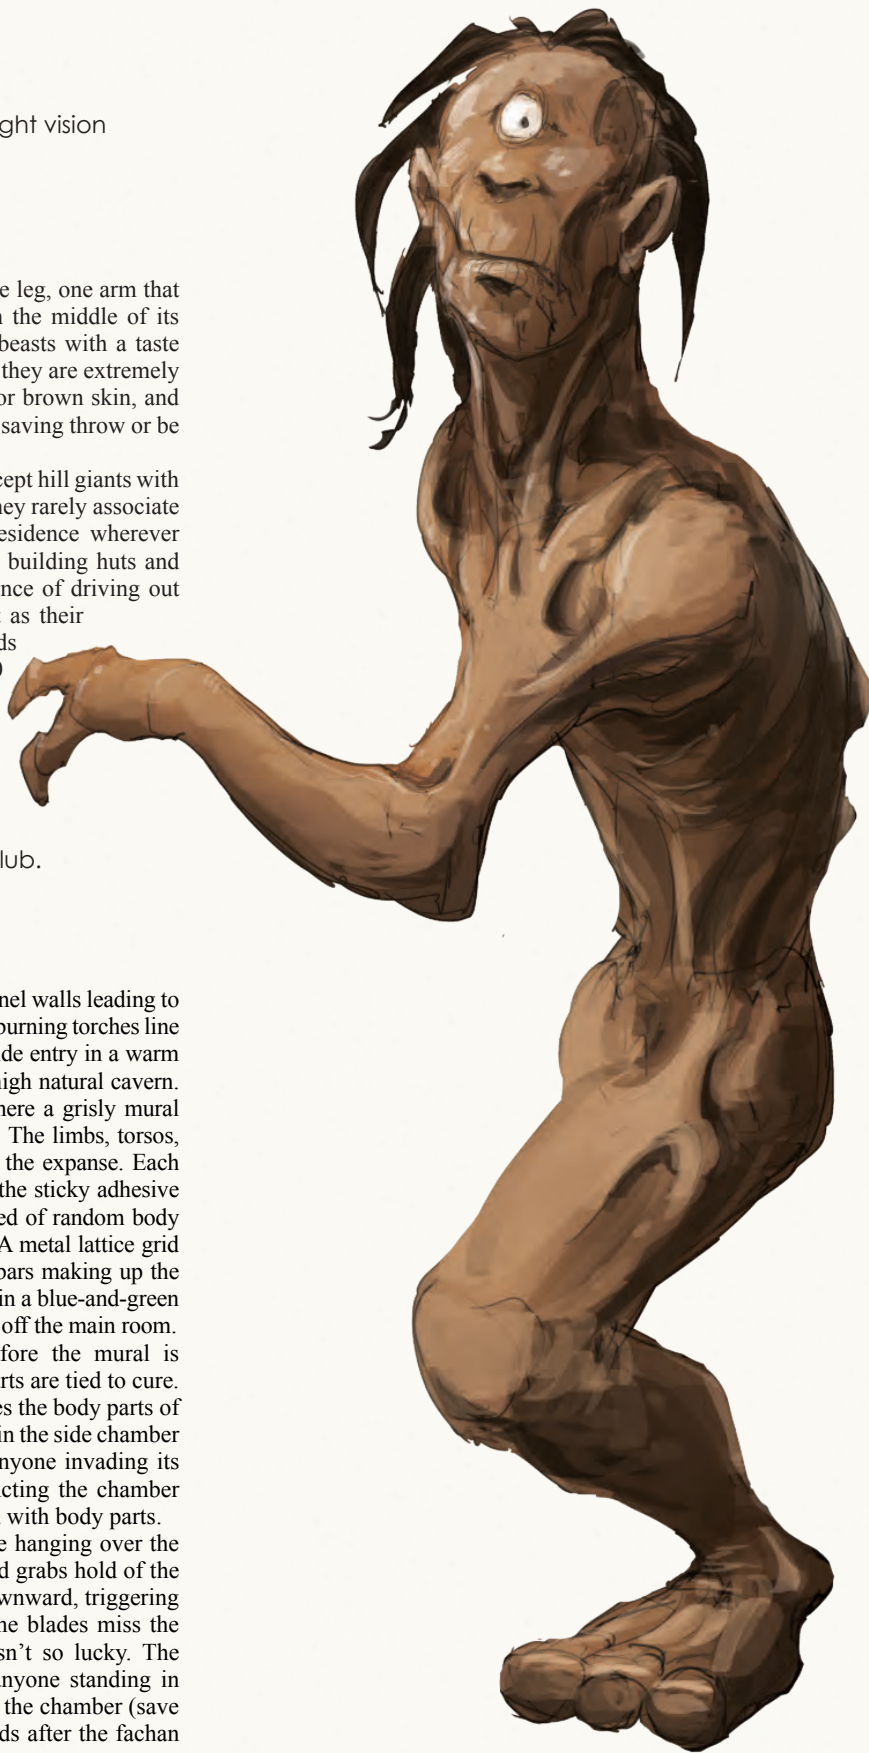 ght vision
e leg, one arm that
n the middle of its
beasts with a taste
they are extremely
or brown skin, and
saving throw or be
cept hill giants with
hey rarely associate
esidence wherever
building huts and
nce of driving out
as their
ds
lub.
nel walls leading to
burning torches line
ide entry in a warm
high natural cavern.
here a grisly mural
The limbs, torsos,
the expanse. Each
the sticky adhesive
ed of random body
A metal lattice grid
bars making up the
in a blue-and-green
off the main room.
fore the mural is
arts are tied to cure.
es the body parts of
in the side chamber
nyone invading its
cting the chamber
with body parts.
e hanging over the
d grabs hold of the
wnward, triggering
he blades miss the
sn't so lucky. The
anyone standing in
the chamber (save
ds after the fachan